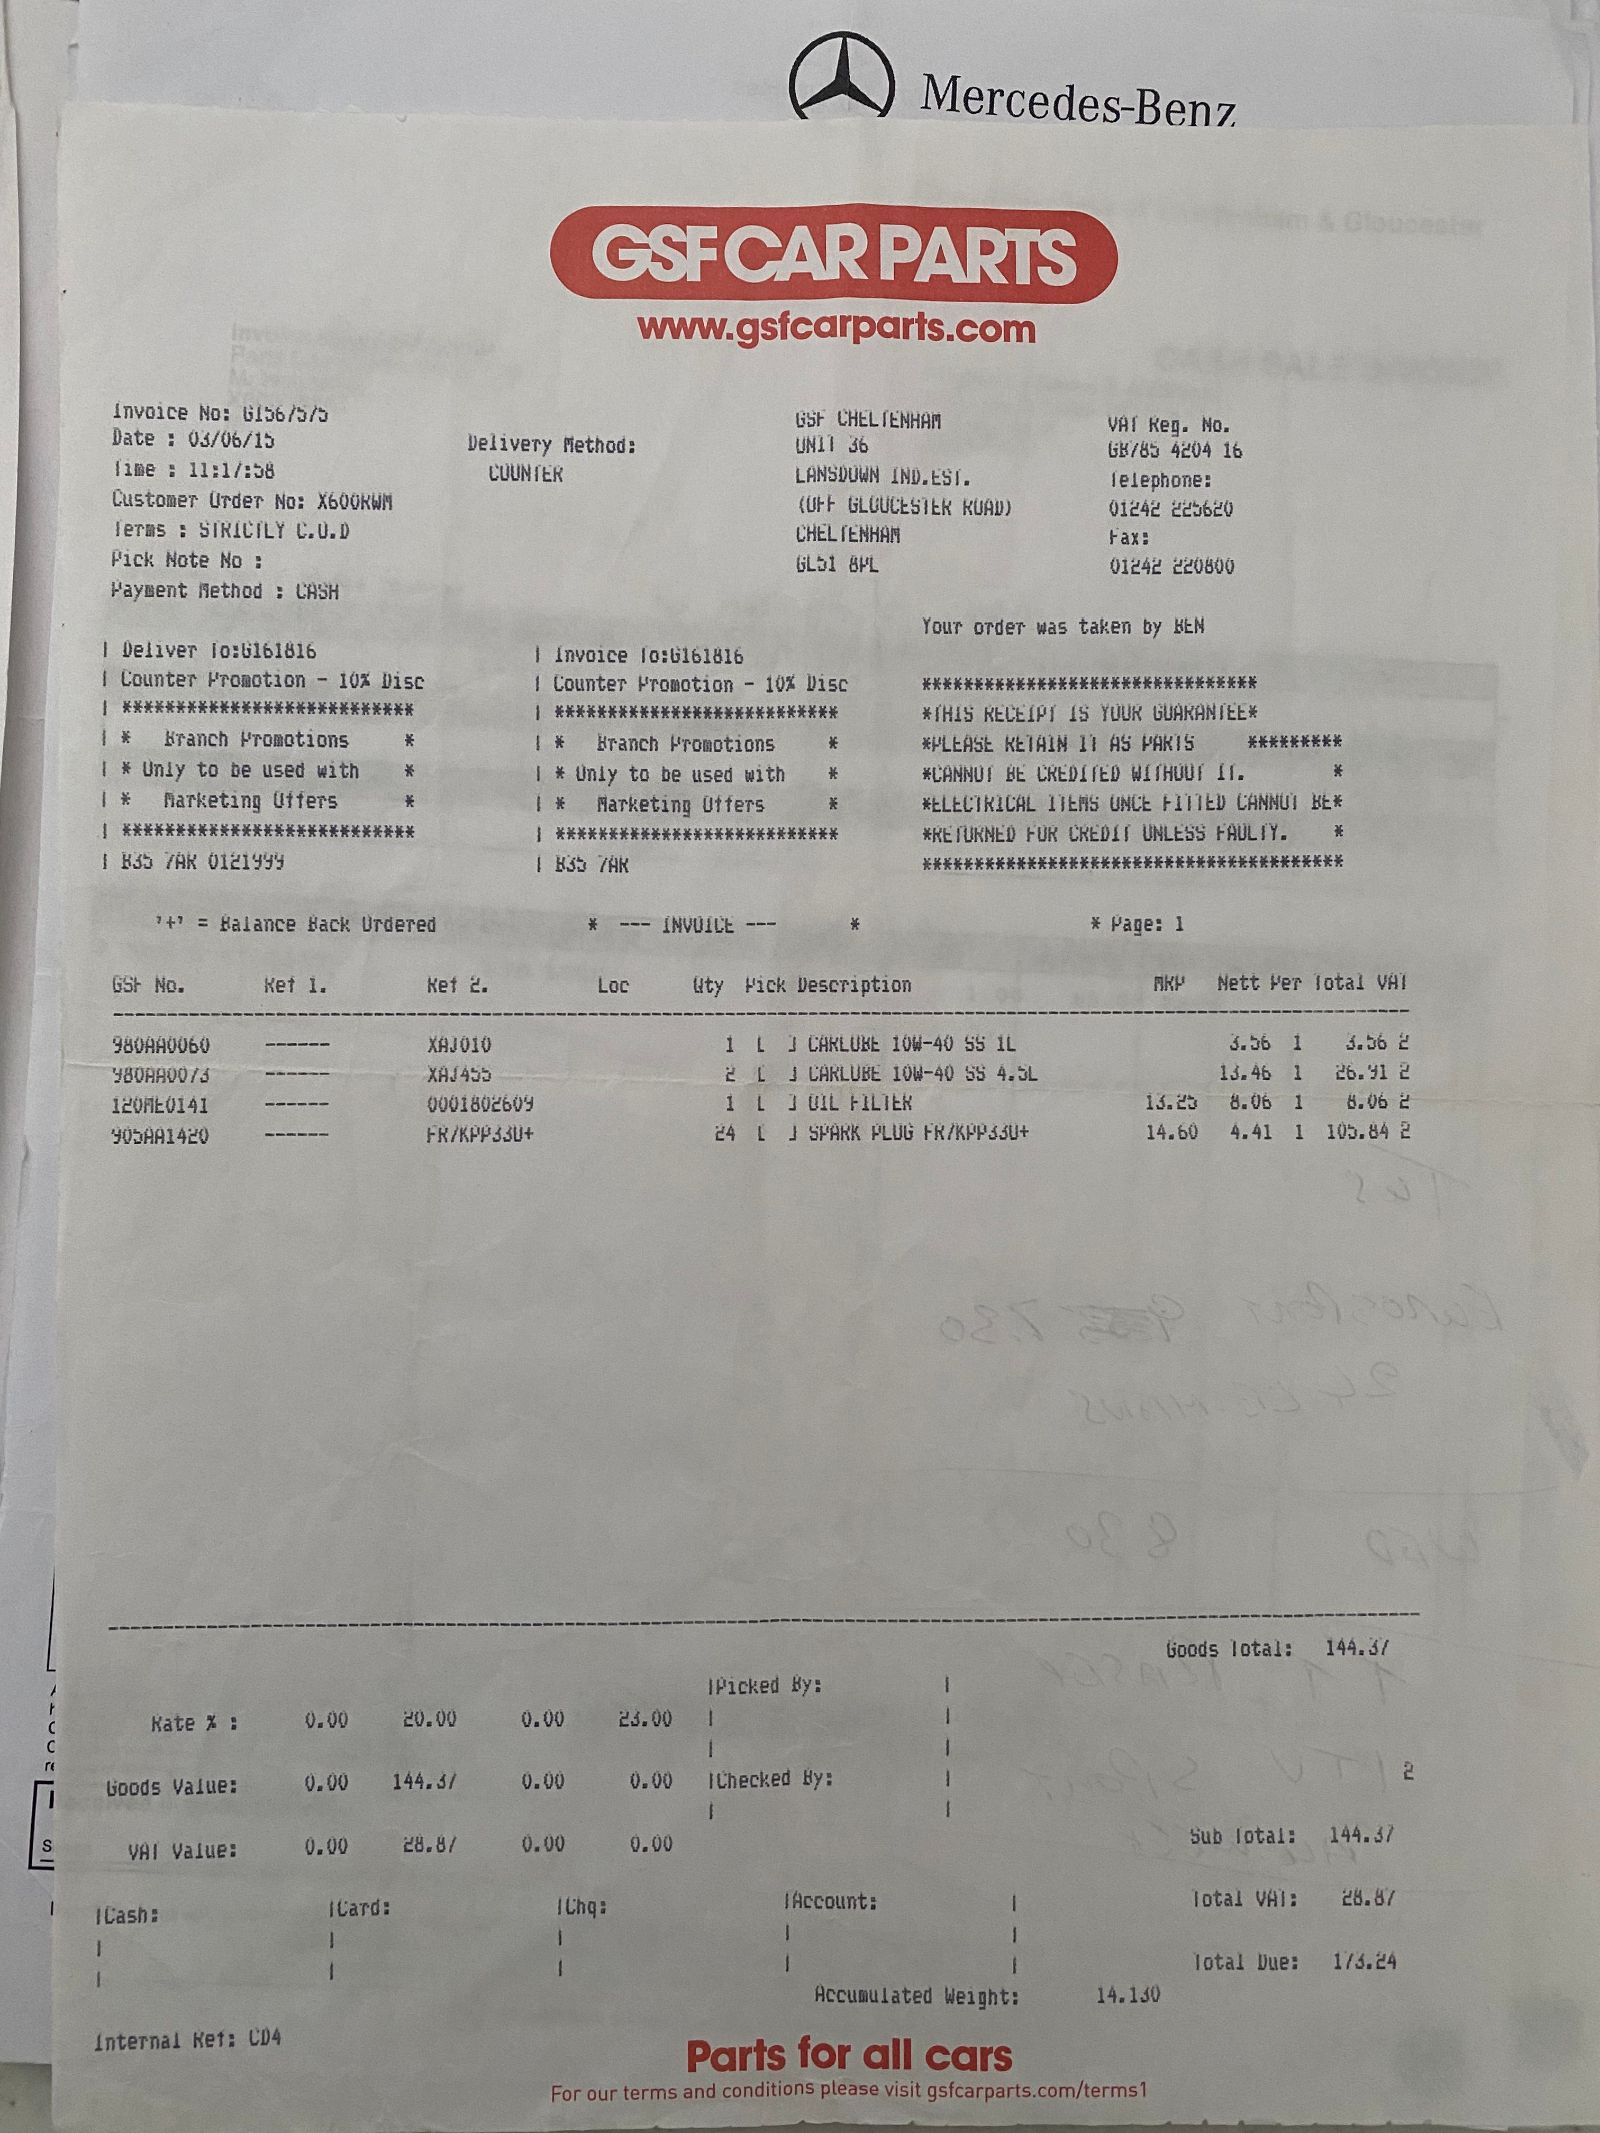 Mercedes-Benz
GSF CAR PARTS
www.gsfcarparts.com
Invoice No: G1567575
Date : 03/06/15
Time : 11:17:58
Customer Order No: X600RWM
Terms : STRICTLY C.O.D
Pick Note No :
Payment Method : CASH
Delivery Method:
COUNTER
GSF CHELTENHAM
UNIT 36
LANSDOWN IND.EST.
(OFF GLOUCESTER ROAD)
CHELTENHAM
GL51 8PL
VAT Reg. No.
GB785 4204 16
Telephone:
01242 225620
Fax:
01242 220800
Your order was taken by BEN
| Deliver To:G161816
| Counter Promotion - 10% Disc
| ***************************
| * Branch Promotions *
| * Only to be used with *
| * Marketing Offers *
| ***************************
| B35 7AR 0121999
| Invoice To:G161816
| Counter Promotion - 10% Disc
| ***************************
| * Branch Promotions *
| * Only to be used with *
| * Marketing Offers *
| ***************************
| B35 7AR
********************************
*THIS RECEIPT IS YOUR GUARANTEE*
*PLEASE RETAIN IT AS PARTS *********
*CANNOT BE CREDITED WITHOUT IT. *
*ELECTRICAL ITEMS ONCE FITTED CANNOT BE*
*RETURNED FOR CREDIT UNLESS FAULTY. *
****************************************
'+' = Balance Back Ordered * --- INVOICE --- * * Page: 1
GSF No. Ref 1. Ref 2. Loc Qty Pick Description MRP Nett Per Total VAT
980AA0060 ------ XAJ010 1 [ ] CARLUBE 10W-40 SS 1L 3.56 1 3.56 2
980AA0073 ------ XAJ455 2 [ ] CARLUBE 10W-40 SS 4.5L 13.46 1 26.91 2
120ME0141 ------ 0001802609 1 [ ] OIL FILTER 13.25 8.06 1 8.06 2
905AA1420 ------ FR7KPP33U+ 24 [ ] SPARK PLUG FR7KPP33U+ 14.60 4.41 1 105.84 2
Goods Total: 144.37
|Picked By: |
Rate % : 0.00 20.00 0.00 23.00
Goods Value: 0.00 144.37 0.00 0.00 |Checked By: | 2
VAT Value: 0.00 28.87 0.00 0.00
Sub Total: 144.37
|Cash: |Card: |Chq: |Account: |
Total VAT: 28.87
Total Due: 173.24
Accumulated Weight: 14.130
Internal Ref: CD4
Parts for all cars
For our terms and conditions please visit gsfcarparts.com/terms1